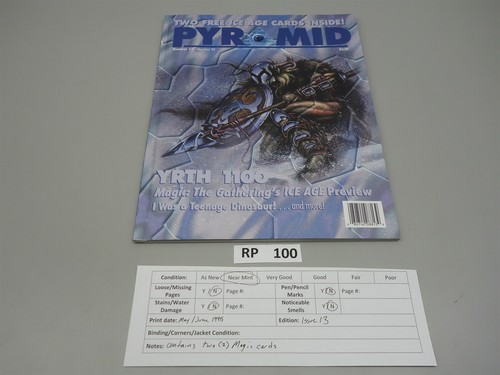 TWO FREE ICE AGE CARDS INSIDE!
PYRAMID
YRTH 1100
Magic: The Gathering's ICE AGE Preview
I Was a Teenage Dinosaur! . . . and more!
RP 100
Condition: As New Near Mint Very Good Good Fair Poor
Loose/Missing Pages Y N Page #: Pen/Pencil Marks Y N Page #:
Stains/Water Damage Y N Noticeable Smells Y N
Print date: May/June 1995 Edition: Issue 13
Binding/Corners/Jacket Condition:
Notes: Contains two (2) Magic cards